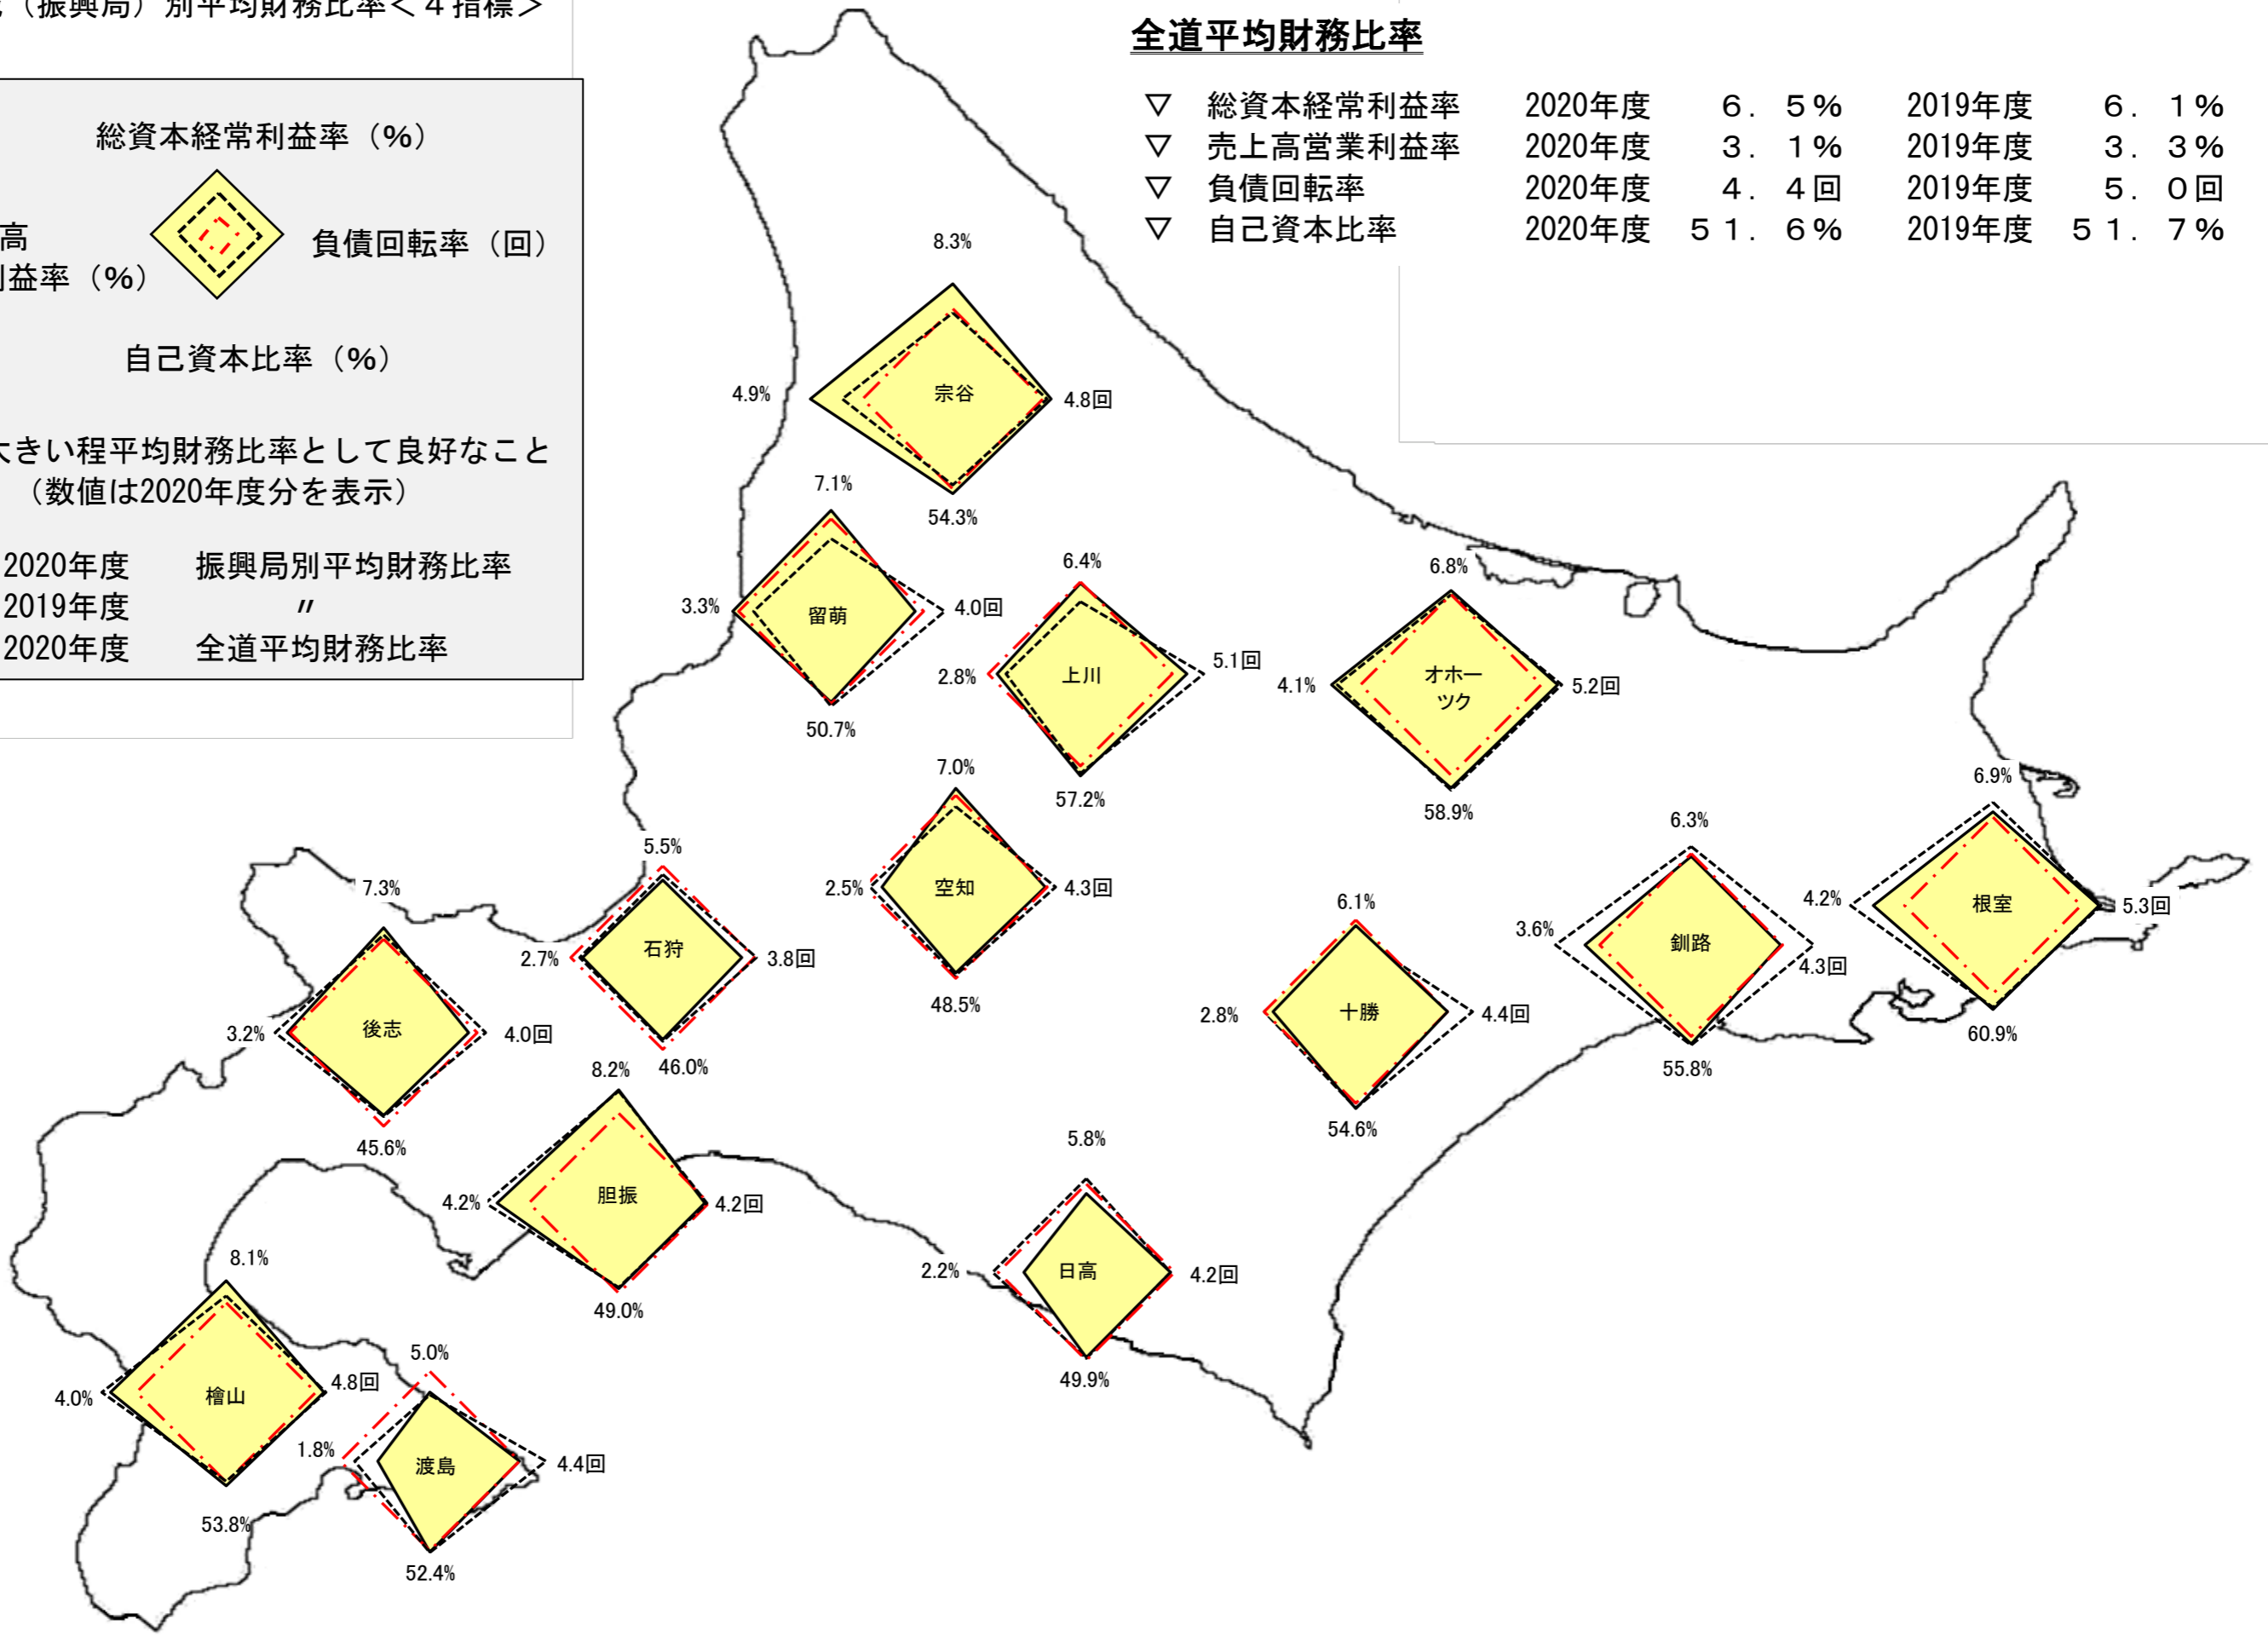 （振興局）別平均財務比率＜４指標＞
総資本経常利益率（%）
高
利益率（%）
負債回転率（回）
自己資本比率（%）
大きい程平均財務比率として良好なこと
（数値は2020年度分を表示）
2020年度　振興局別平均財務比率
2019年度　〃
2020年度　全道平均財務比率
全道平均財務比率
▽　総資本経常利益率　2020年度　６．５%　2019年度　６．１%
▽　売上高営業利益率　2020年度　３．１%　2019年度　３．３%
▽　負債回転率　2020年度　４．４回　2019年度　５．０回
▽　自己資本比率　2020年度　５１．６%　2019年度　５１．７%
8.3%
4.9%
宗谷
4.8回
54.3%
7.1%
3.3%
留萌
4.0回
50.7%
6.4%
2.8%
上川
5.1回
57.2%
6.8%
4.1%
オホー
ツク
5.2回
58.9%
7.0%
2.5%
空知
4.3回
48.5%
5.5%
2.7%
石狩
3.8回
46.0%
7.3%
3.2%
後志
4.0回
45.6%
6.1%
2.8%
十勝
4.4回
54.6%
6.3%
3.6%
釧路
4.3回
55.8%
6.9%
4.2%
根室
5.3回
60.9%
8.2%
4.2%
胆振
4.2回
49.0%
5.8%
2.2%
日高
4.2回
49.9%
8.1%
4.0%
檜山
4.8回
53.8%
5.0%
1.8%
渡島
4.4回
52.4%